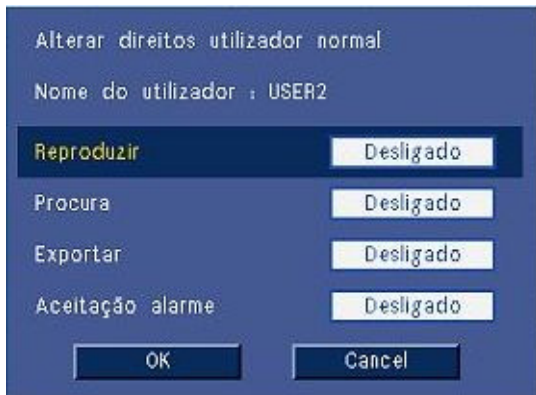 Alterar direitos utilizador normal
Nome do utilizador : USER2
Reproduzir Desligado
Procura Desligado
Exportar Desligado
Aceitação alarme Desligado
OK Cancel